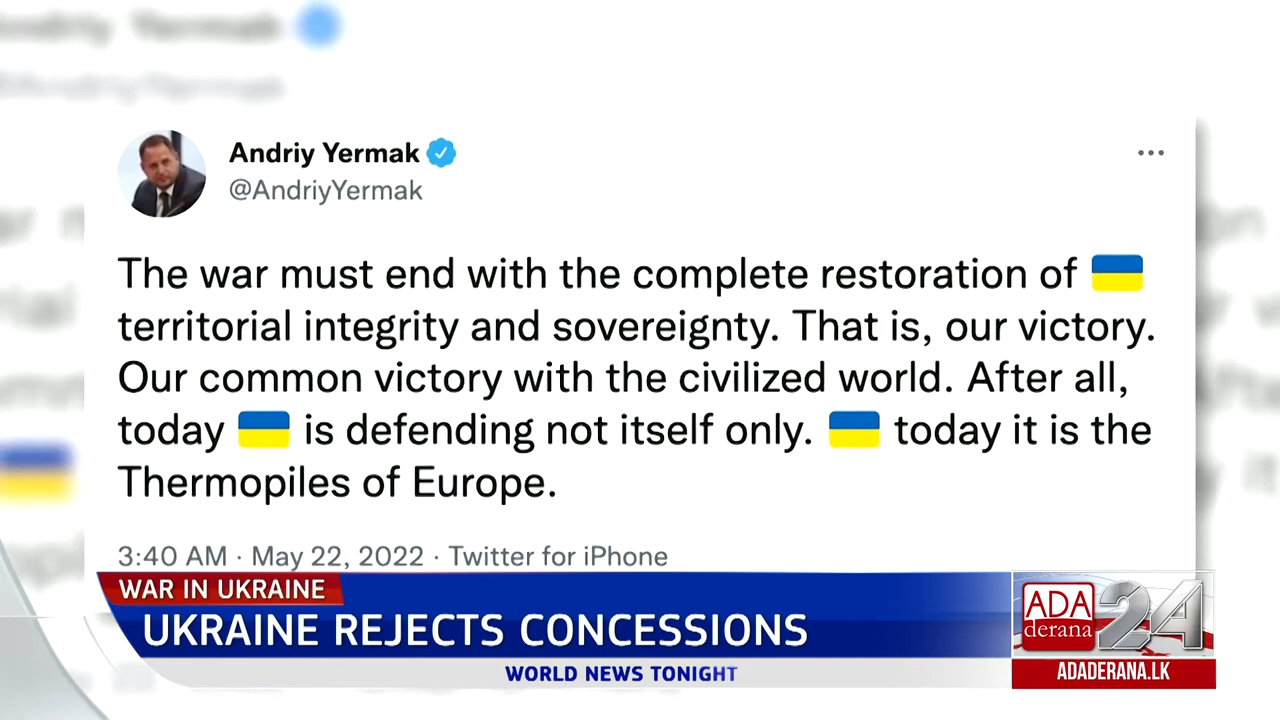 Andriy Yermak
@AndriyYermak
The war must end with the complete restoration of 🇺🇦
territorial integrity and sovereignty. That is, our victory.
Our common victory with the civilized world. After all,
today 🇺🇦 is defending not itself only. 🇺🇦 today it is the
Thermopiles of Europe.
3:40 AM · May 22, 2022 · Twitter for iPhone
WAR IN UKRAINE
UKRAINE REJECTS CONCESSIONS
WORLD NEWS TONIGHT
ADA
derana 24
ADADERANA.LK